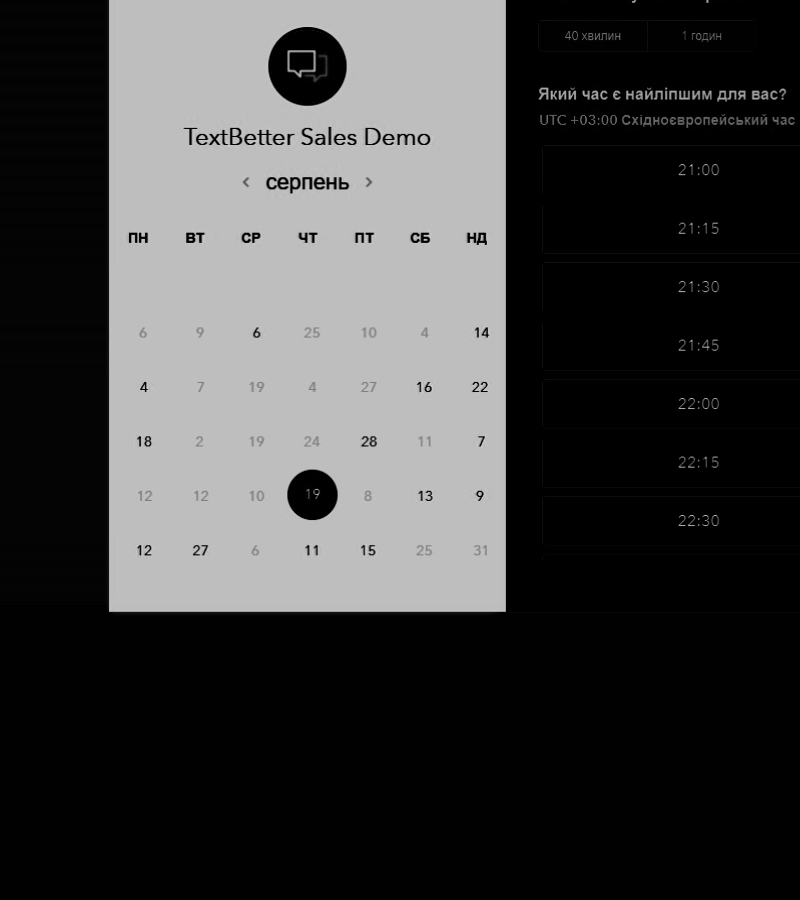 40 хвилин 1 годин
TextBetter Sales Demo
серпень
ПН ВТ СР ЧТ ПТ СБ НД
6 9 6 25 10 4 14
4 7 19 4 27 16 22
18 2 19 24 28 11 7
12 12 10 19 8 13 9
12 27 6 11 15 25 31
Який час є найліпшим для вас?
UTC +03:00 Східноєвропейський час
21:00
21:15
21:30
21:45
22:00
22:15
22:30